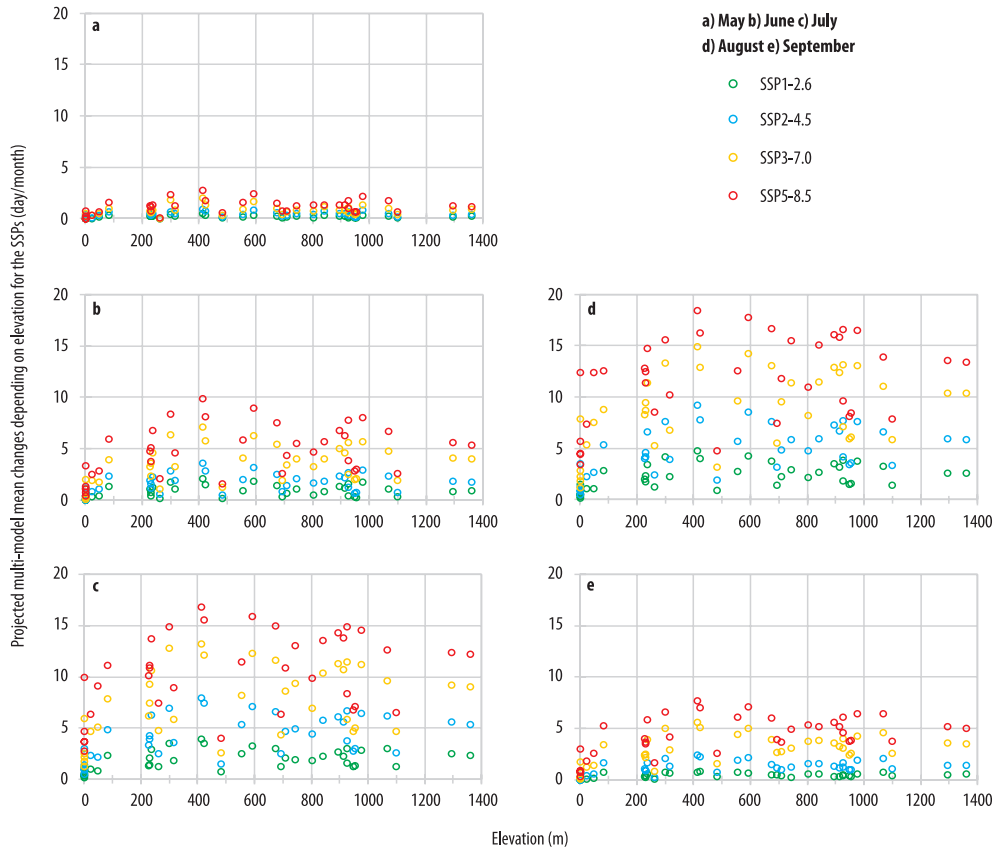 Projected multi-model mean changes depending on elevation for the SSPs (day/month)
a
20
15
10
5
0
0 200 400 600 800 1000 1200 1400
a) May b) June c) July
d) August e) September
SSP1-2.6
SSP2-4.5
SSP3-7.0
SSP5-8.5
b
20
15
10
5
0
0 200 400 600 800 1000 1200 1400
d
20
15
10
5
0
0 200 400 600 800 1000 1200 1400
c
20
15
10
5
0
0 200 400 600 800 1000 1200 1400
e
20
15
10
5
0
0 200 400 600 800 1000 1200 1400
Elevation (m)